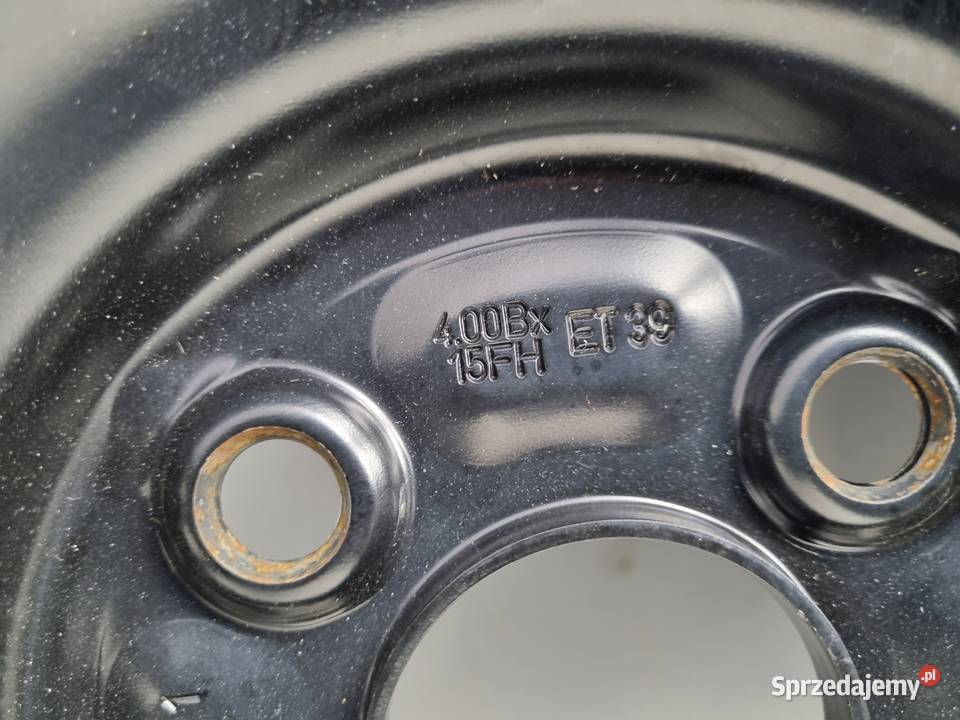 4.00Bx
15FH
ET 39
Sprzedajemy.pl